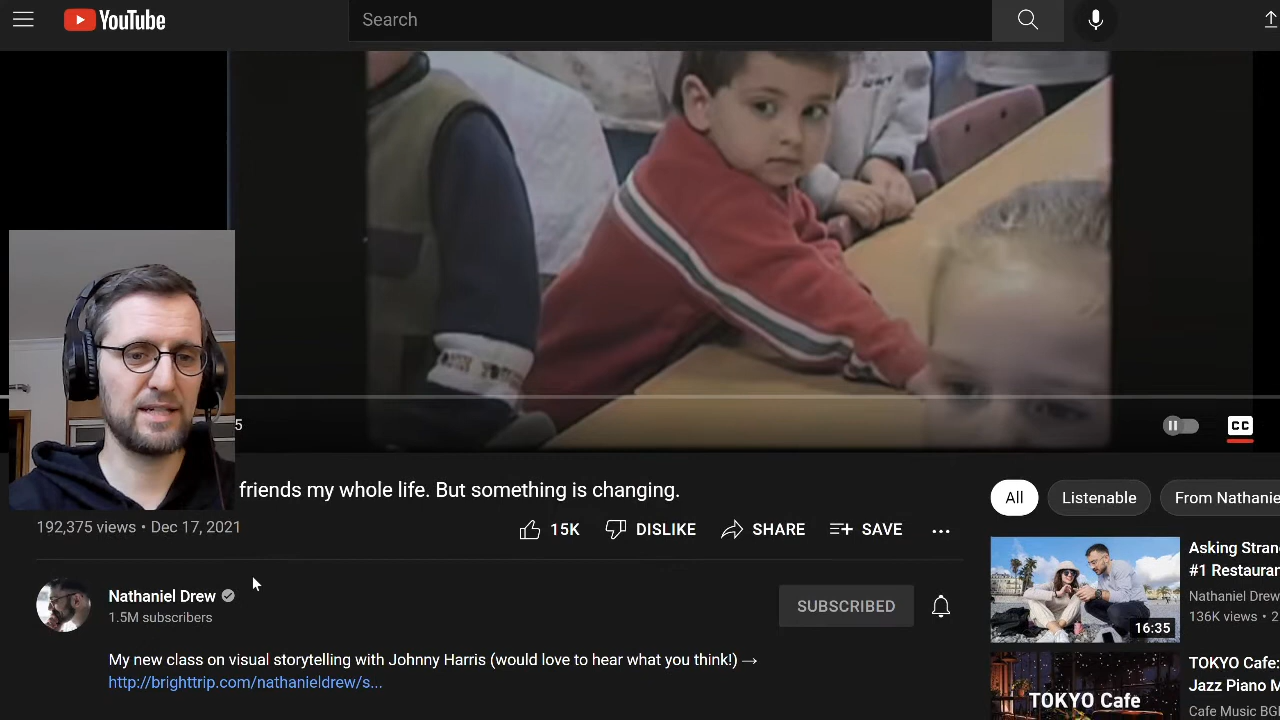 YouTube
Search
5
CC
friends my whole life. But something is changing.
192,375 views • Dec 17, 2021
15K
DISLIKE
SHARE
SAVE
All
Listenable
From Nathanie
Nathaniel Drew
1.5M subscribers
SUBSCRIBED
My new class on visual storytelling with Johnny Harris (would love to hear what you think!) →
http://brighttrip.com/nathanieldrew/s...
16:35
Asking Stran
#1 Restauran
Nathaniel Drew
136K views • 2
TOKYO Cafe
TOKYO Cafe:
Jazz Piano M
Cafe Music BG